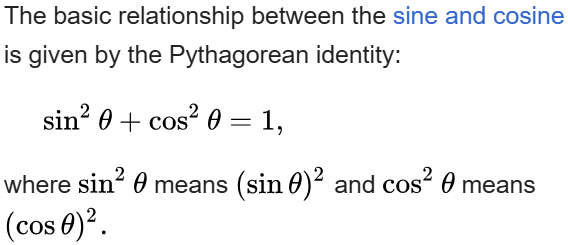 The basic relationship between the sine and cosine
is given by the Pythagorean identity:
sin² θ + cos² θ = 1,
where sin² θ means (sin θ)² and cos² θ means
(cos θ)².